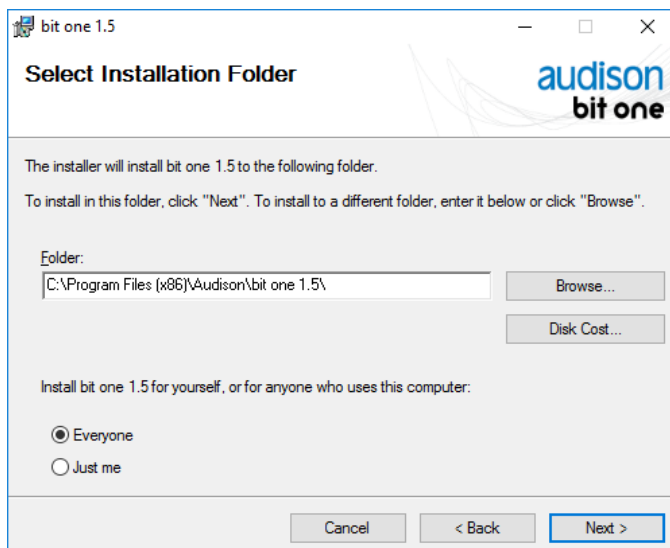 bit one 1.5
Select Installation Folder
audison
bit one
The installer will install bit one 1.5 to the following folder.
To install in this folder, click "Next". To install to a different folder, enter it below or click "Browse".
Folder:
C:\Program Files (x86)\Audison\bit one 1.5\
Browse...
Disk Cost...
Install bit one 1.5 for yourself, or for anyone who uses this computer:
Everyone
Just me
Cancel
< Back
Next >